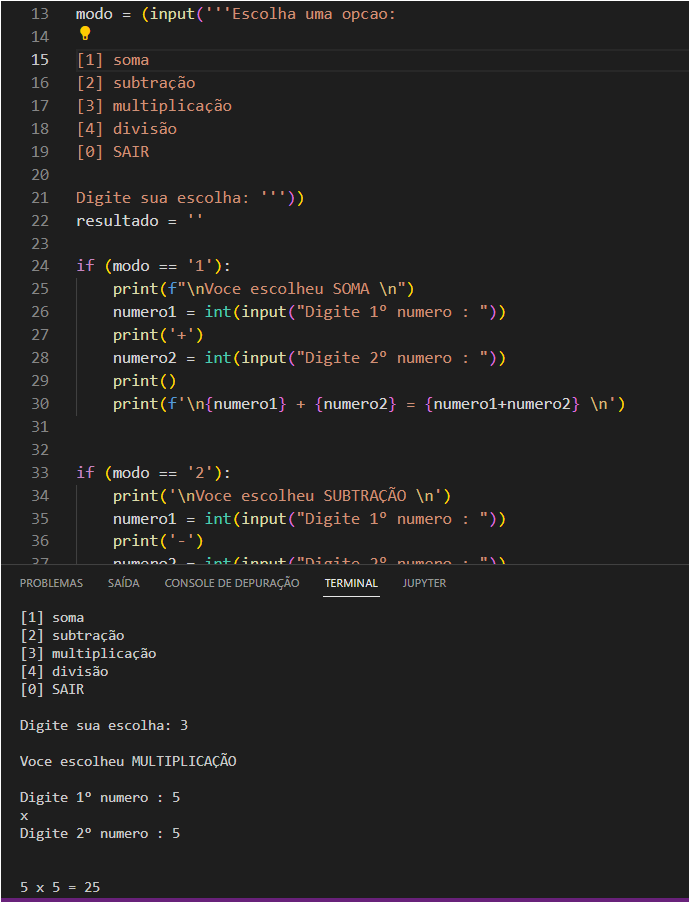 13 modo = (input('''Escolha uma opcao:
14
15 [1] soma
16 [2] subtração
17 [3] multiplicação
18 [4] divisão
19 [0] SAIR
20
21 Digite sua escolha: '''))
22 resultado = ''
23
24 if (modo == '1'):
25 print(f"\nVoce escolheu SOMA \n")
26 numero1 = int(input("Digite 1º numero : "))
27 print('+')
28 numero2 = int(input("Digite 2º numero : "))
29 print()
30 print(f'\n{numero1} + {numero2} = {numero1+numero2} \n')
31
32
33 if (modo == '2'):
34 print('\nVoce escolheu SUBTRAÇÃO \n')
35 numero1 = int(input("Digite 1º numero : "))
36 print('-')
37 numero2 = int(input("Digite 2º numero : "))
PROBLEMAS SAÍDA CONSOLE DE DEPURAÇÃO TERMINAL JUPYTER
[1] soma
[2] subtração
[3] multiplicação
[4] divisão
[0] SAIR
Digite sua escolha: 3
Voce escolheu MULTIPLICAÇÃO
Digite 1º numero : 5
x
Digite 2º numero : 5
5 x 5 = 25